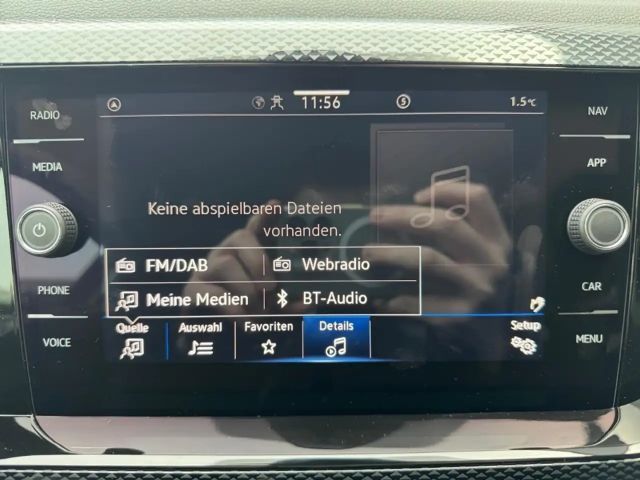 RADIO
MEDIA
PHONE
VOICE
NAV
APP
CAR
MENU
11:56
5
1.5°C
Keine abspielbaren Dateien
vorhanden.
FM/DAB Webradio
Meine Medien BT-Audio
Quelle Auswahl Favoriten Details Setup